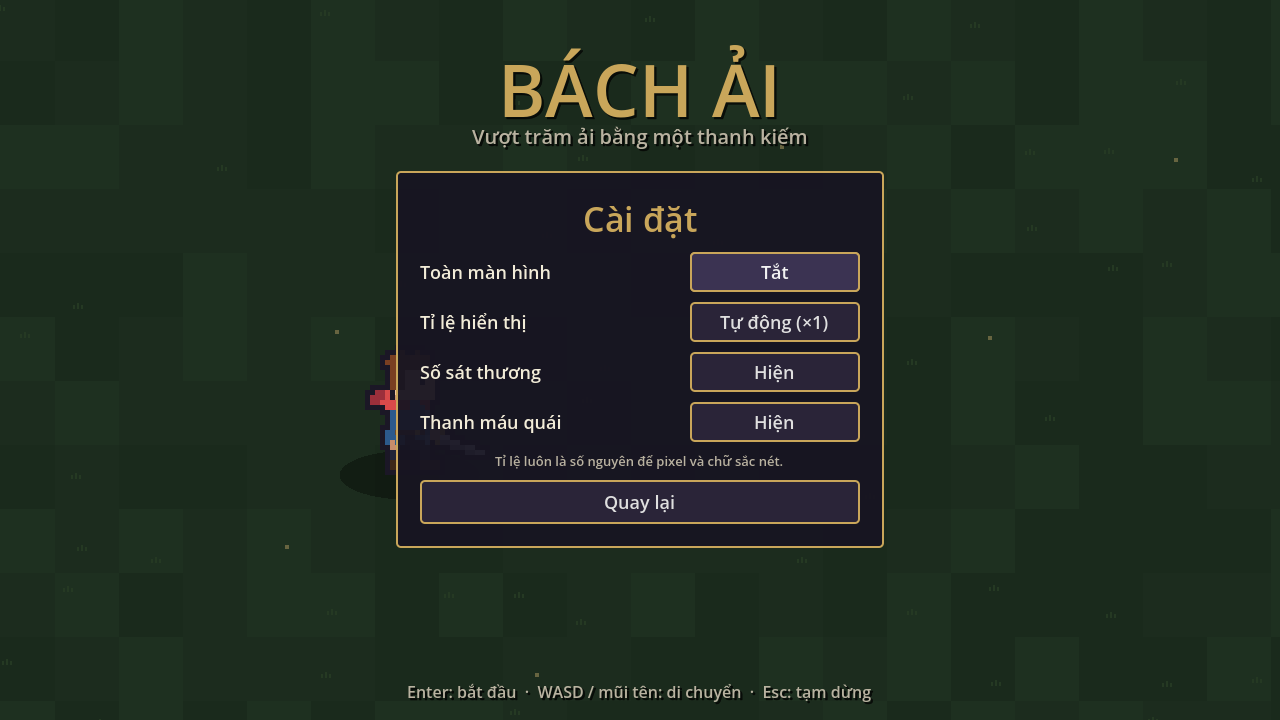 BÁCH ẢI
Vượt trăm ải bằng một thanh kiếm
Cài đặt
Toàn màn hình Tắt
Tỉ lệ hiển thị Tự động (×1)
Số sát thương Hiện
Thanh máu quái Hiện
Tỉ lệ luôn là số nguyên để pixel và chữ sắc nét.
Quay lại
Enter: bắt đầu · WASD / mũi tên: di chuyển · Esc: tạm dừng